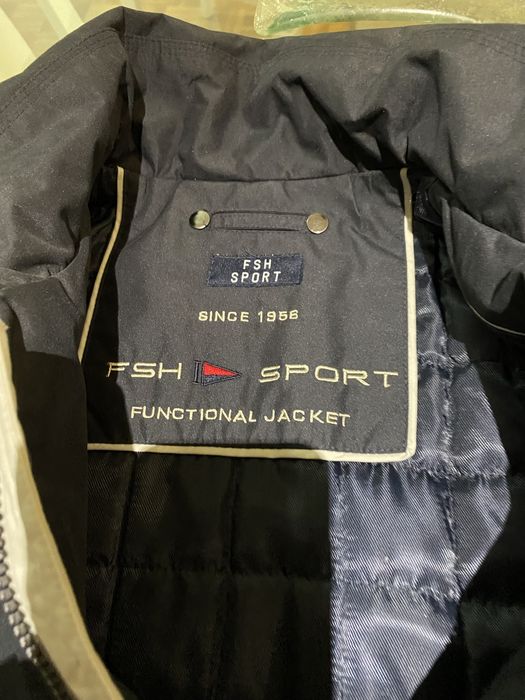 FSH
SPORT
SINCE 1956
FSH SPORT
FUNCTIONAL JACKET